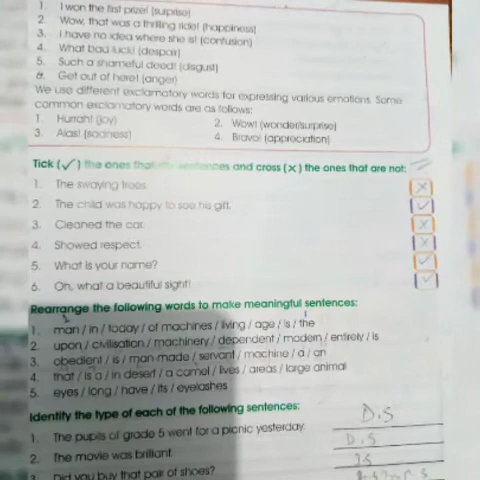 1. I won the first prize! (surprise)
2. Wow, that was a thrilling ride! (happiness)
3. I have no idea where she is! (confusion)
4. What bad luck! (despair)
5. Such a shameful deed! (disgust)
6. Get out of here! (anger)
We use different exclamatory words for expressing various emotions. Some
common exclamatory words are as follows:
1. Hurrah! (joy) 2. Wow! (wonder/surprise)
3. Alas! (sadness) 4. Bravo! (appreciation)
Tick (✓) the ones that are sentences and cross (×) the ones that are not:
1. The swaying trees. ×
2. The child was happy to see his gift. ✓
3. Cleaned the car. ×
4. Showed respect. ×
5. What is your name? ✓
6. Oh, what a beautiful sight! ✓
Rearrange the following words to make meaningful sentences:
1. man / in / today / of machines / living / age / is / the
2. upon / civilisation / machinery / dependent / modern / entirely / is
3. obedient / is / man-made / servant / machine / a / an
4. that / is a / in desert / a camel / lives / areas / large animal
5. eyes / long / have / its / eyelashes
Identify the type of each of the following sentences:
1. The pupils of grade 5 went for a picnic yesterday. D.S
2. The movie was brilliant. D.S
3. Did you buy that pair of shoes? I.S